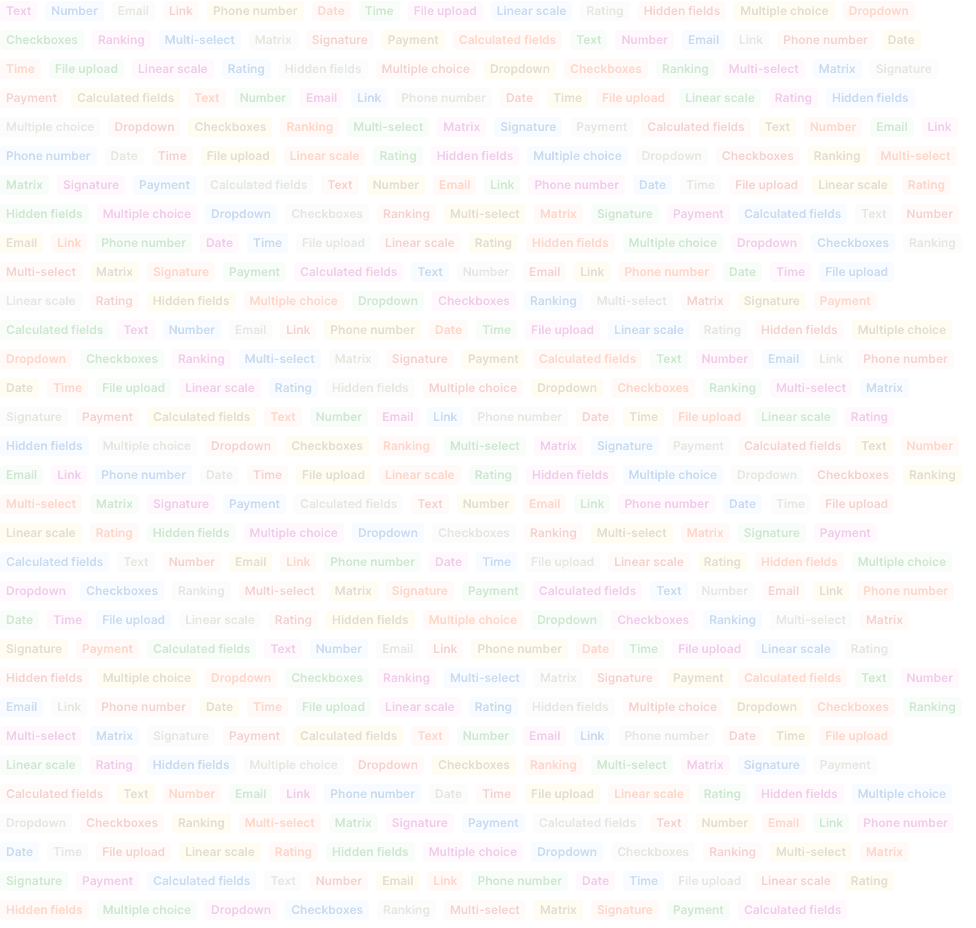 Text Number Email Link Phone number Date Time File upload Linear scale Rating Hidden fields Multiple choice Dropdown
Checkboxes Ranking Multi-select Matrix Signature Payment Calculated fields Text Number Email Link Phone number Date
Time File upload Linear scale Rating Hidden fields Multiple choice Dropdown Checkboxes Ranking Multi-select Matrix Signature
Payment Calculated fields Text Number Email Link Phone number Date Time File upload Linear scale Rating Hidden fields
Multiple choice Dropdown Checkboxes Ranking Multi-select Matrix Signature Payment Calculated fields Text Number Email Link
Phone number Date Time File upload Linear scale Rating Hidden fields Multiple choice Dropdown Checkboxes Ranking Multi-select
Matrix Signature Payment Calculated fields Text Number Email Link Phone number Date Time File upload Linear scale Rating
Hidden fields Multiple choice Dropdown Checkboxes Ranking Multi-select Matrix Signature Payment Calculated fields Text Number
Email Link Phone number Date Time File upload Linear scale Rating Hidden fields Multiple choice Dropdown Checkboxes Ranking
Multi-select Matrix Signature Payment Calculated fields Text Number Email Link Phone number Date Time File upload
Linear scale Rating Hidden fields Multiple choice Dropdown Checkboxes Ranking Multi-select Matrix Signature Payment
Calculated fields Text Number Email Link Phone number Date Time File upload Linear scale Rating Hidden fields Multiple choice
Dropdown Checkboxes Ranking Multi-select Matrix Signature Payment Calculated fields Text Number Email Link Phone number
Date Time File upload Linear scale Rating Hidden fields Multiple choice Dropdown Checkboxes Ranking Multi-select Matrix
Signature Payment Calculated fields Text Number Email Link Phone number Date Time File upload Linear scale Rating
Hidden fields Multiple choice Dropdown Checkboxes Ranking Multi-select Matrix Signature Payment Calculated fields Text Number
Email Link Phone number Date Time File upload Linear scale Rating Hidden fields Multiple choice Dropdown Checkboxes Ranking
Multi-select Matrix Signature Payment Calculated fields Text Number Email Link Phone number Date Time File upload
Linear scale Rating Hidden fields Multiple choice Dropdown Checkboxes Ranking Multi-select Matrix Signature Payment
Calculated fields Text Number Email Link Phone number Date Time File upload Linear scale Rating Hidden fields Multiple choice
Dropdown Checkboxes Ranking Multi-select Matrix Signature Payment Calculated fields Text Number Email Link Phone number
Date Time File upload Linear scale Rating Hidden fields Multiple choice Dropdown Checkboxes Ranking Multi-select Matrix
Signature Payment Calculated fields Text Number Email Link Phone number Date Time File upload Linear scale Rating
Hidden fields Multiple choice Dropdown Checkboxes Ranking Multi-select Matrix Signature Payment Calculated fields Text Number
Email Link Phone number Date Time File upload Linear scale Rating Hidden fields Multiple choice Dropdown Checkboxes Ranking
Multi-select Matrix Signature Payment Calculated fields Text Number Email Link Phone number Date Time File upload
Linear scale Rating Hidden fields Multiple choice Dropdown Checkboxes Ranking Multi-select Matrix Signature Payment
Calculated fields Text Number Email Link Phone number Date Time File upload Linear scale Rating Hidden fields Multiple choice
Dropdown Checkboxes Ranking Multi-select Matrix Signature Payment Calculated fields Text Number Email Link Phone number
Date Time File upload Linear scale Rating Hidden fields Multiple choice Dropdown Checkboxes Ranking Multi-select Matrix
Signature Payment Calculated fields Text Number Email Link Phone number Date Time File upload Linear scale Rating
Hidden fields Multiple choice Dropdown Checkboxes Ranking Multi-select Matrix Signature Payment Calculated fields